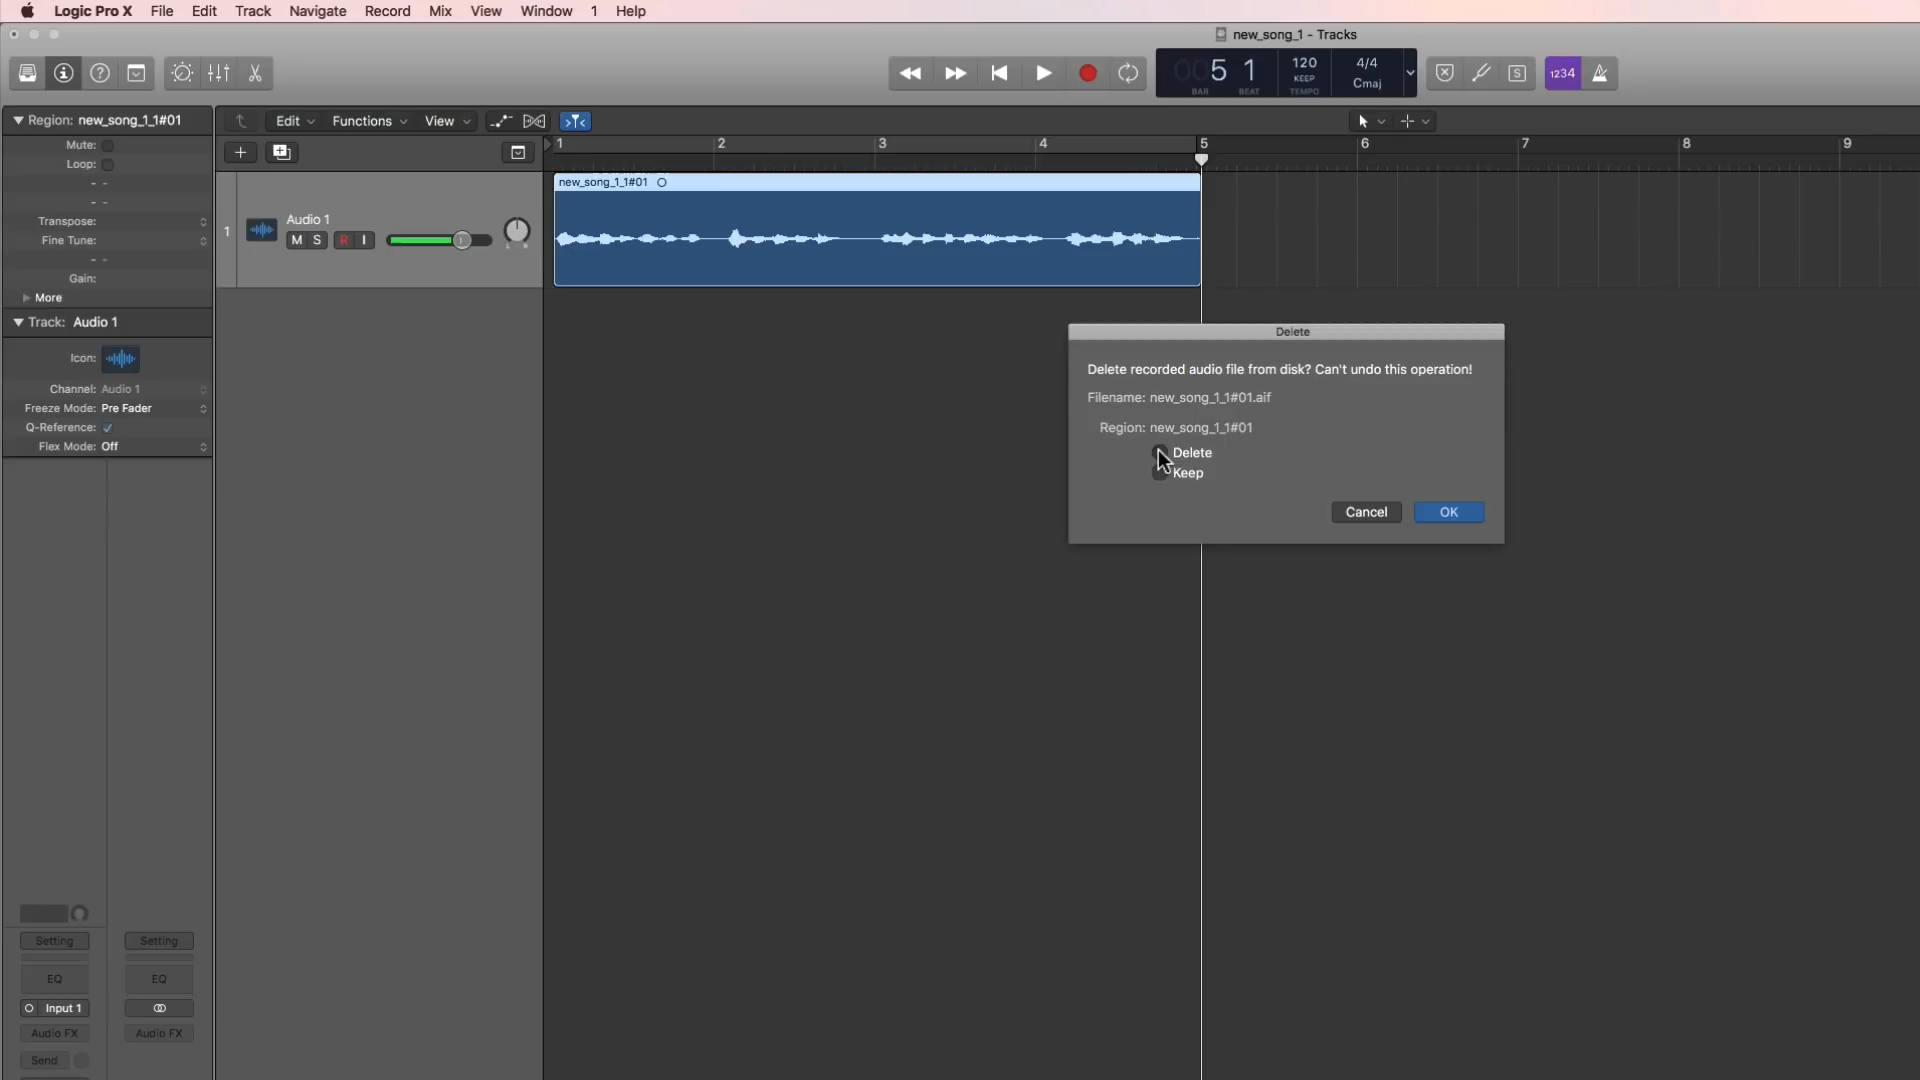 Logic Pro X File Edit Track Navigate Record Mix View Window 1 Help
new_song_1 - Tracks
005 1
BAR BEAT
120
KEEP
TEMPO
4/4
Cmaj
S
1234
Region: new_song_1_1#01
Mute:
Loop:
- -
- -
Transpose:
Fine Tune:
- -
Gain:
More
Track: Audio 1
Icon:
Channel: Audio 1
Freeze Mode: Pre Fader
Q-Reference:
Flex Mode: Off
Edit Functions View
1 2 3 4 5 6 7 8 9
1
Audio 1
M S R I
L R
new_song_1_1#01
Delete
Delete recorded audio file from disk? Can't undo this operation!
Filename: new_song_1_1#01.aif
Region: new_song_1_1#01
Delete
Keep
Cancel OK
Setting Setting
EQ EQ
Input 1
Audio FX Audio FX
Send